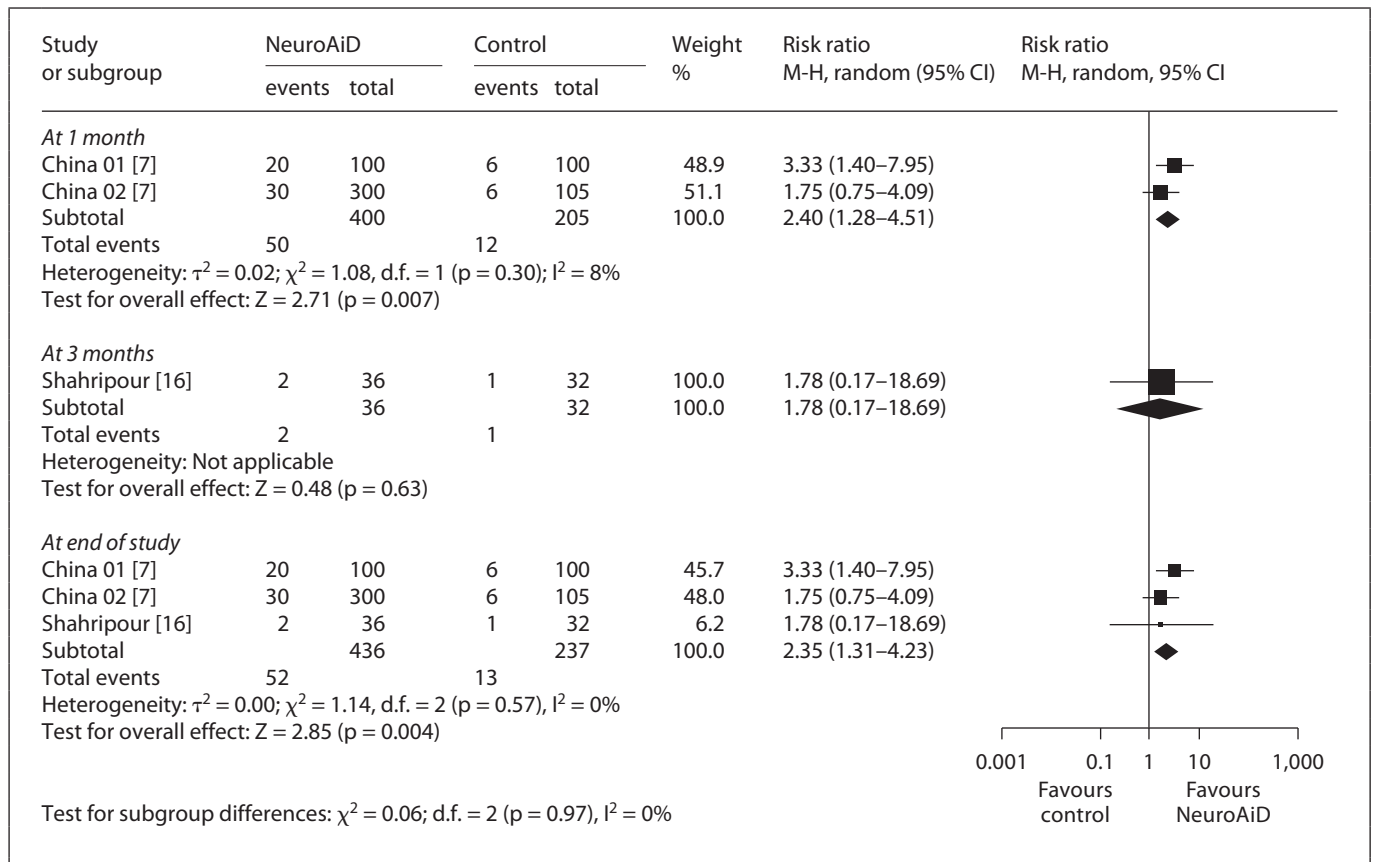 Study or subgroup NeuroAiD Control Weight % Risk ratio M-H, random (95% CI) Risk ratio M-H, random, 95% CI
events total events total
At 1 month
China 01 [7] 20 100 6 100 48.9 3.33 (1.40–7.95)
China 02 [7] 30 300 6 105 51.1 1.75 (0.75–4.09)
Subtotal 400 205 100.0 2.40 (1.28–4.51)
Total events 50 12
Heterogeneity: τ² = 0.02; χ² = 1.08, d.f. = 1 (p = 0.30); I² = 8%
Test for overall effect: Z = 2.71 (p = 0.007)
At 3 months
Shahripour [16] 2 36 1 32 100.0 1.78 (0.17–18.69)
Subtotal 36 32 100.0 1.78 (0.17–18.69)
Total events 2 1
Heterogeneity: Not applicable
Test for overall effect: Z = 0.48 (p = 0.63)
At end of study
China 01 [7] 20 100 6 100 45.7 3.33 (1.40–7.95)
China 02 [7] 30 300 6 105 48.0 1.75 (0.75–4.09)
Shahripour [16] 2 36 1 32 6.2 1.78 (0.17–18.69)
Subtotal 436 237 100.0 2.35 (1.31–4.23)
Total events 52 13
Heterogeneity: τ² = 0.00; χ² = 1.14, d.f. = 2 (p = 0.57), I² = 0%
Test for overall effect: Z = 2.85 (p = 0.004)
0.001 0.1 1 10 1,000
Favours control Favours NeuroAiD
Test for subgroup differences: χ² = 0.06; d.f. = 2 (p = 0.97), I² = 0%